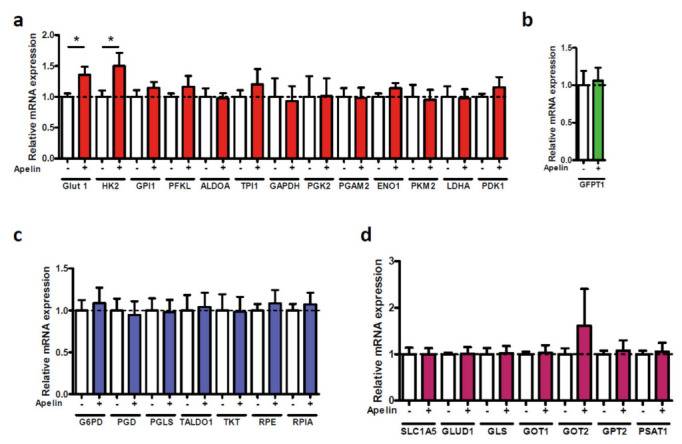 a
Relative mRNA expression
2.0
1.5
1.0
0.5
0.0
* *
Apelin - + - + - + - + - + - + - + - + - + - + - + - + - +
Glut 1 HK2 GPI1 PFKL ALDOA TPI1 GAPDH PGK2 PGAM2 ENO1 PKM2 LDHA PDK1
b
Relative mRNA expression
1.5
1.0
0.5
0.0
Apelin - +
GFPT1
c
Relative mRNA expression
1.5
1.0
0.5
0.0
Apelin - + - + - + - + - + - + - +
G6PD PGD PGLS TALDO1 TKT RPE RPIA
d
Relative mRNA expression
3
2
1
0
Apelin - + - + - + - + - + - + - +
SLC1A5 GLUD1 GLS GOT1 GOT2 GPT2 PSAT1